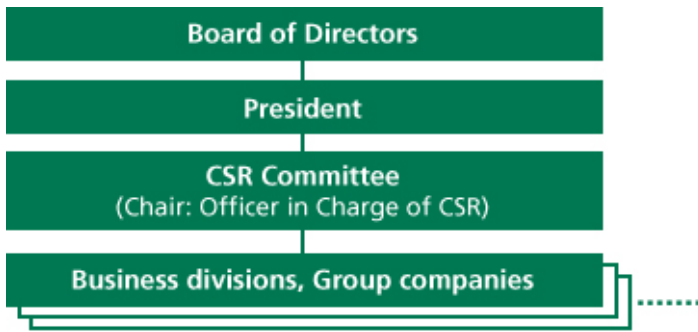 Board of Directors
President
CSR Committee
(Chair: Officer in Charge of CSR)
Business divisions, Group companies